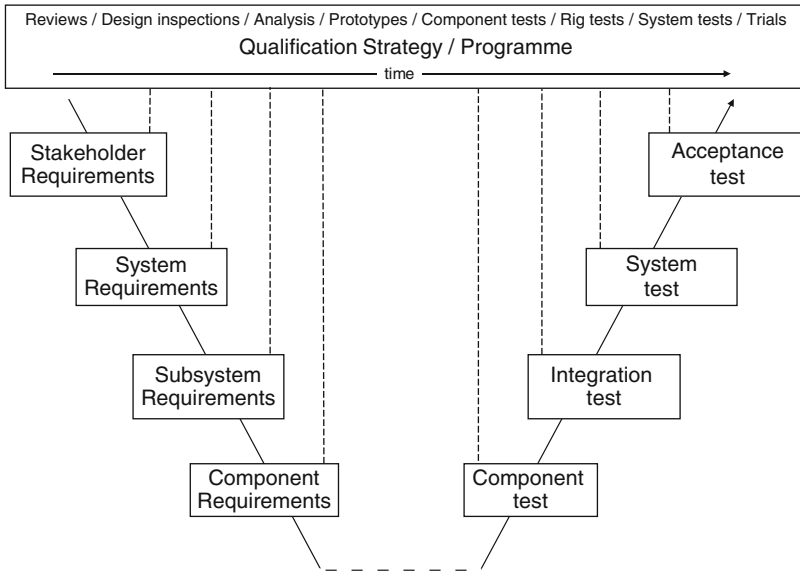 Reviews / Design inspections / Analysis / Prototypes / Component tests / Rig tests / System tests / Trials
Qualification Strategy / Programme
time
Stakeholder
Requirements
Acceptance
test
System
Requirements
System
test
Subsystem
Requirements
Integration
test
Component
Requirements
Component
test